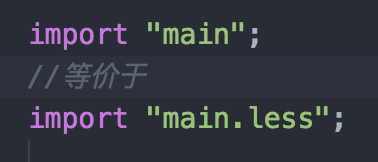 import "main";
//等价于
import "main.less";